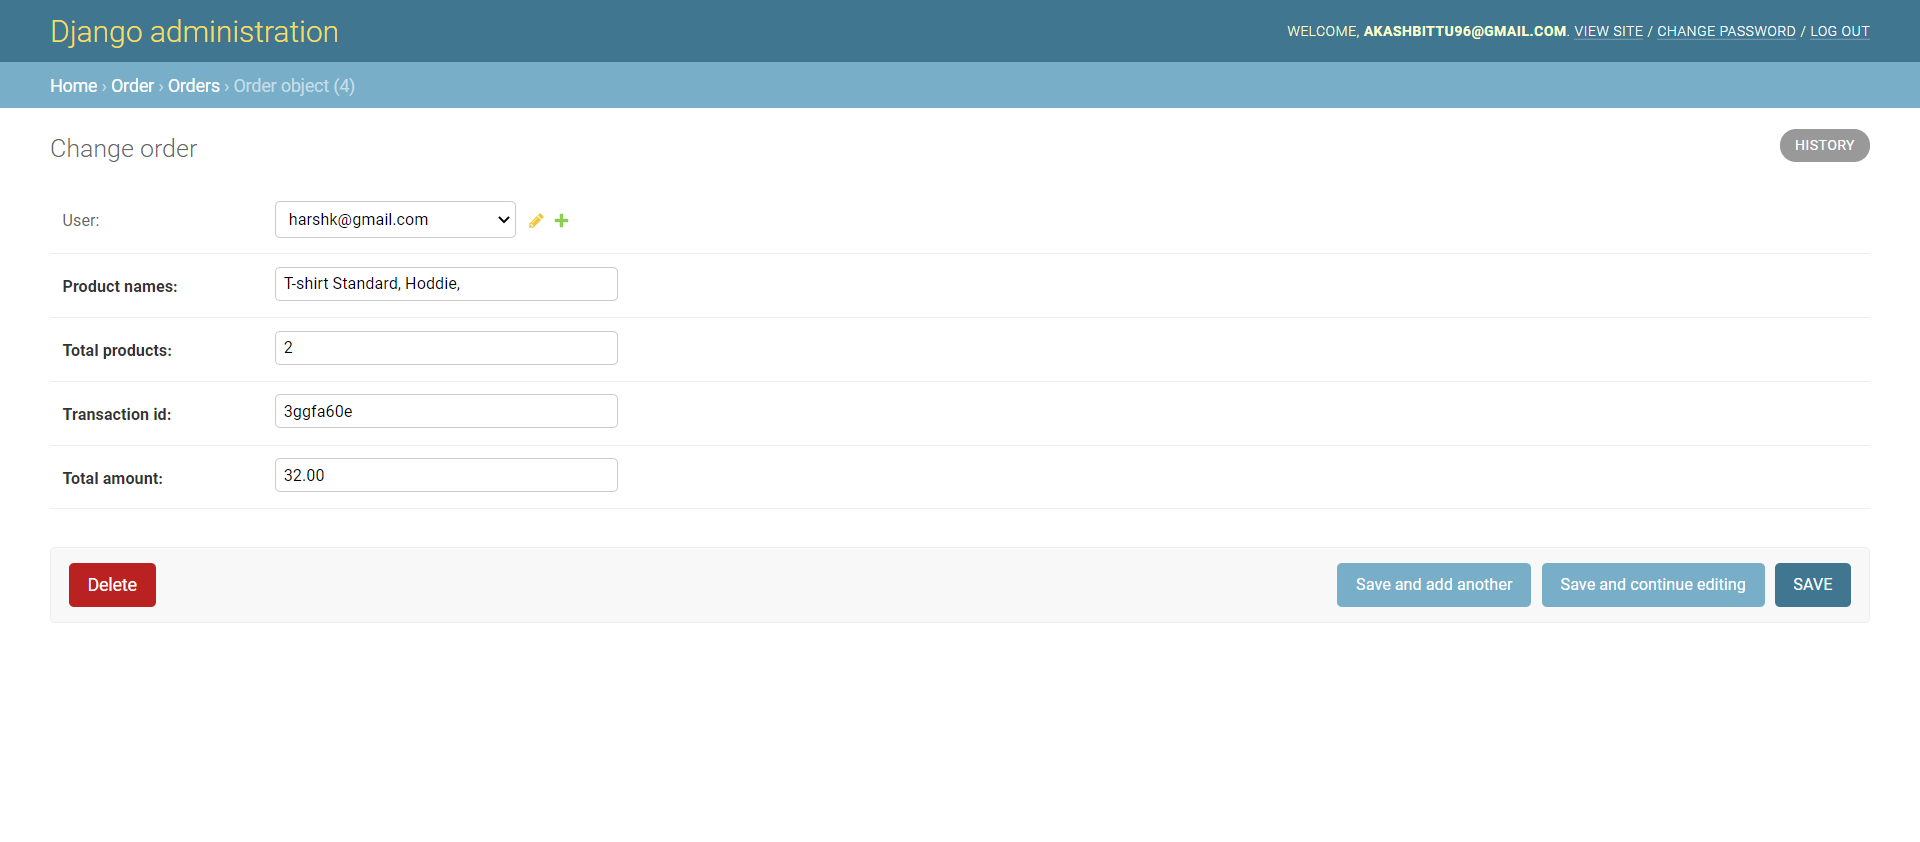 Django administration
WELCOME, AKASHBITTU96@GMAIL.COM. VIEW SITE / CHANGE PASSWORD / LOG OUT
Home › Order › Orders › Order object (4)
Change order
HISTORY
User:
harshk@gmail.com
Product names:
T-shirt Standard, Hoddie,
Total products:
2
Transaction id:
3ggfa60e
Total amount:
32.00
Delete
Save and add another
Save and continue editing
SAVE